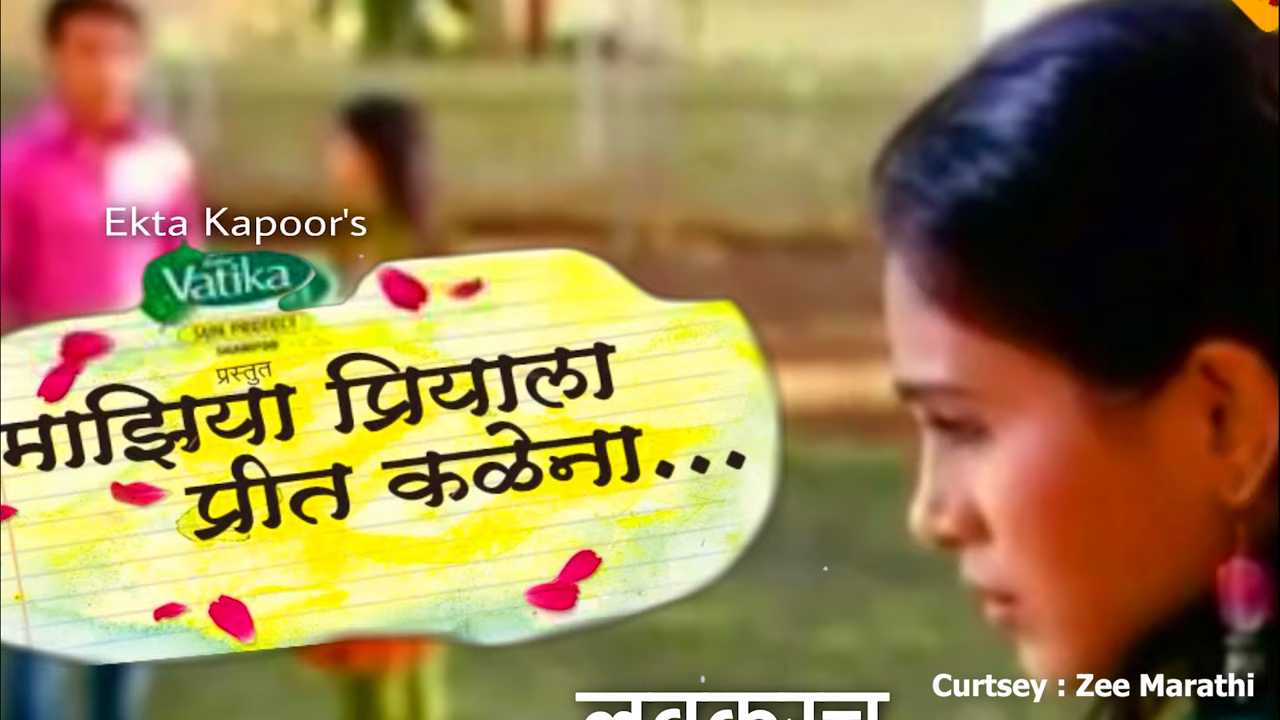 Ekta Kapoor's
Vatika
प्रस्तुत
माझिया प्रियाला
प्रीत कळेना...
Curtsey : Zee Marathi